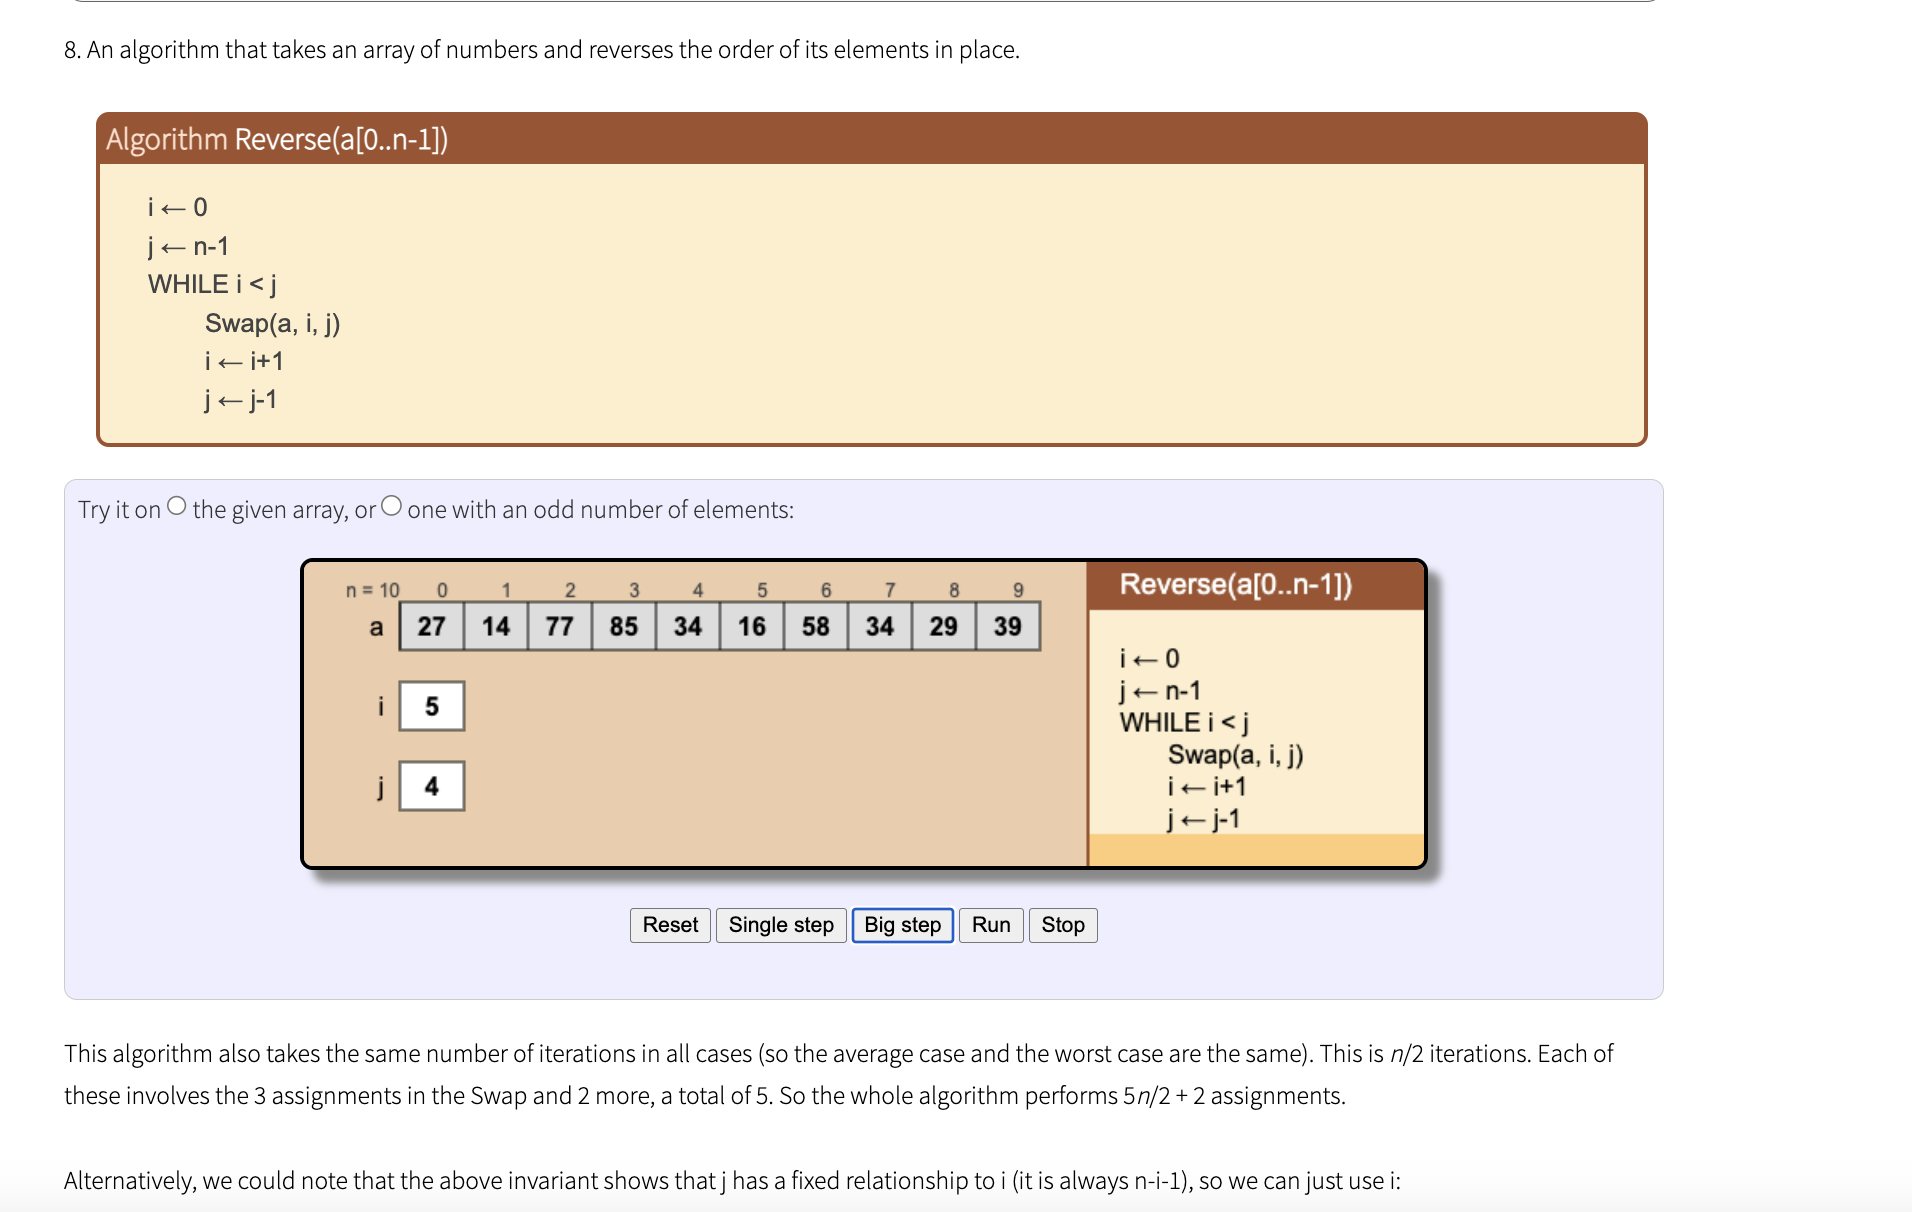 8. An algorithm that takes an array of numbers and reverses the order of its elements in place.
Algorithm Reverse(a[0..n-1])
i ← 0
j ← n-1
WHILE i < j
Swap(a, i, j)
i ← i+1
j ← j-1
Try it on the given array, or one with an odd number of elements:
n = 10 0 1 2 3 4 5 6 7 8 9
a 27 14 77 85 34 16 58 34 29 39
i 5
j 4
Reverse(a[0..n-1])
i ← 0
j ← n-1
WHILE i < j
Swap(a, i, j)
i ← i+1
j ← j-1
Reset Single step Big step Run Stop
This algorithm also takes the same number of iterations in all cases (so the average case and the worst case are the same). This is n/2 iterations. Each of
these involves the 3 assignments in the Swap and 2 more, a total of 5. So the whole algorithm performs 5n/2 + 2 assignments.
Alternatively, we could note that the above invariant shows that j has a fixed relationship to i (it is always n-i-1), so we can just use i: